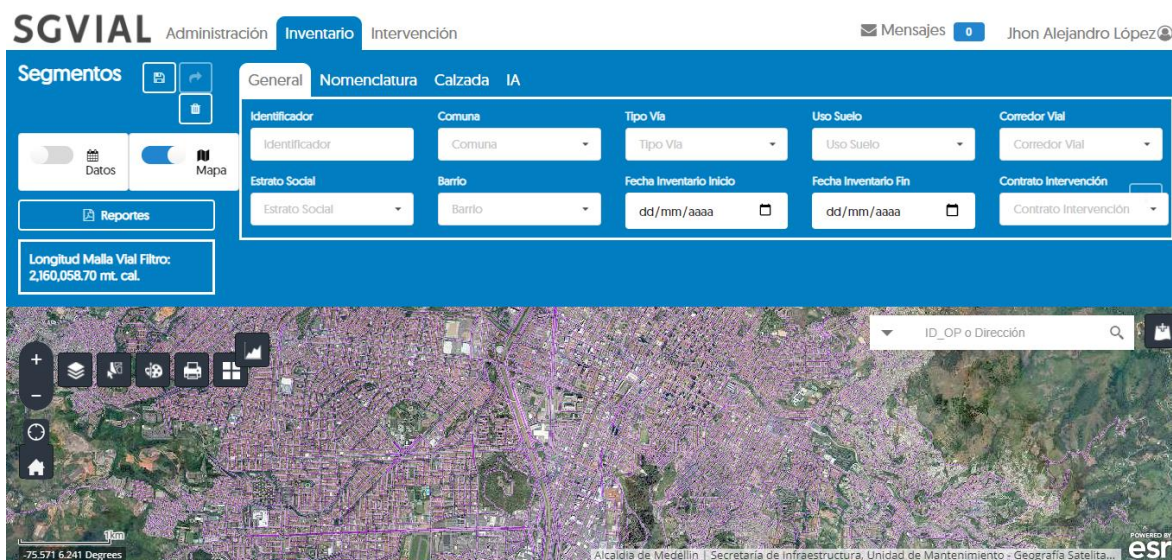 SGVIAL
Administración
Inventario
Intervención
Mensajes
0
Jhon Alejandro López
Segmentos
Datos
Mapa
Reportes
Longitud Malla Vial Filtro:
2,160,058.70 mt. cal.
General
Nomenclatura
Calzada
IA
Identificador
Comuna
Tipo Vía
Uso Suelo
Corredor Vial
Identificador
Comuna
Tipo Vía
Uso Suelo
Corredor Vial
Estrato Social
Barrio
Fecha Inventario Inicio
Fecha Inventario Fin
Contrato Intervención
Estrato Social
Barrio
dd/mm/aaaa
dd/mm/aaaa
Contrato Intervención
ID_OP o Dirección
+
−
1km
-75.571 6.241 Degrees
Alcaldía de Medellin | Secretaria de Infraestructura, Unidad de Mantenimiento - Geografía Satelita...
POWERED BY
esr